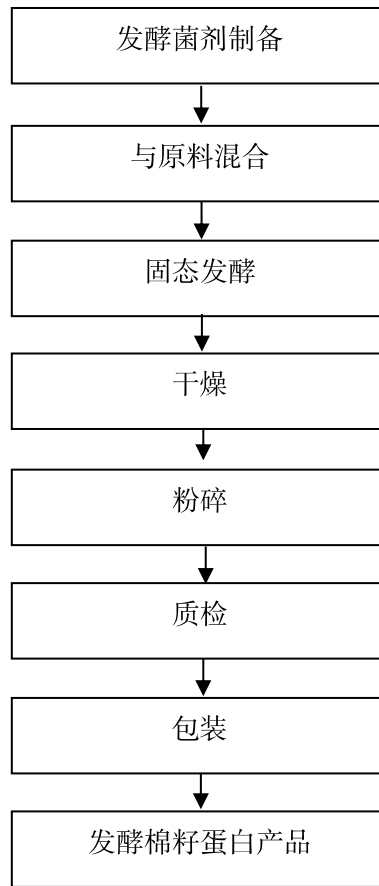 发酵菌剂制备
与原料混合
固态发酵
干燥
粉碎
质检
包装
发酵棉籽蛋白产品